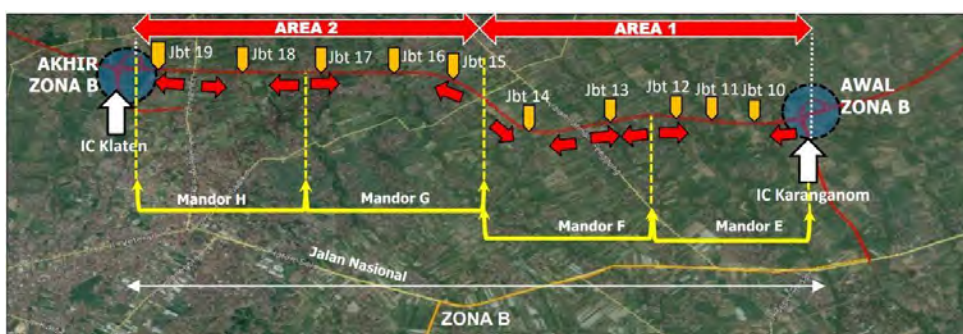 AREA 2
AREA 1
Jbt 19
Jbt 18
Jbt 17
Jbt 16
Jbt 15
Jbt 14
Jbt 13
Jbt 12
Jbt 11
Jbt 10
AKHIR
ZONA B
AWAL
ZONA B
IC Klaten
IC Karanganom
Mandor H
Mandor G
Mandor F
Mandor E
Jalan Nasional
ZONA B